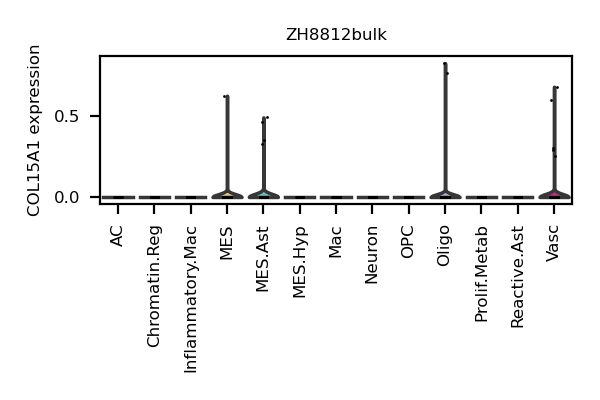 ZH8812bulk
COL15A1 expression
0.5
0.0
AC
Chromatin.Reg
Inflammatory.Mac
MES
MES.Ast
MES.Hyp
Mac
Neuron
OPC
Oligo
Prolif.Metab
Reactive.Ast
Vasc